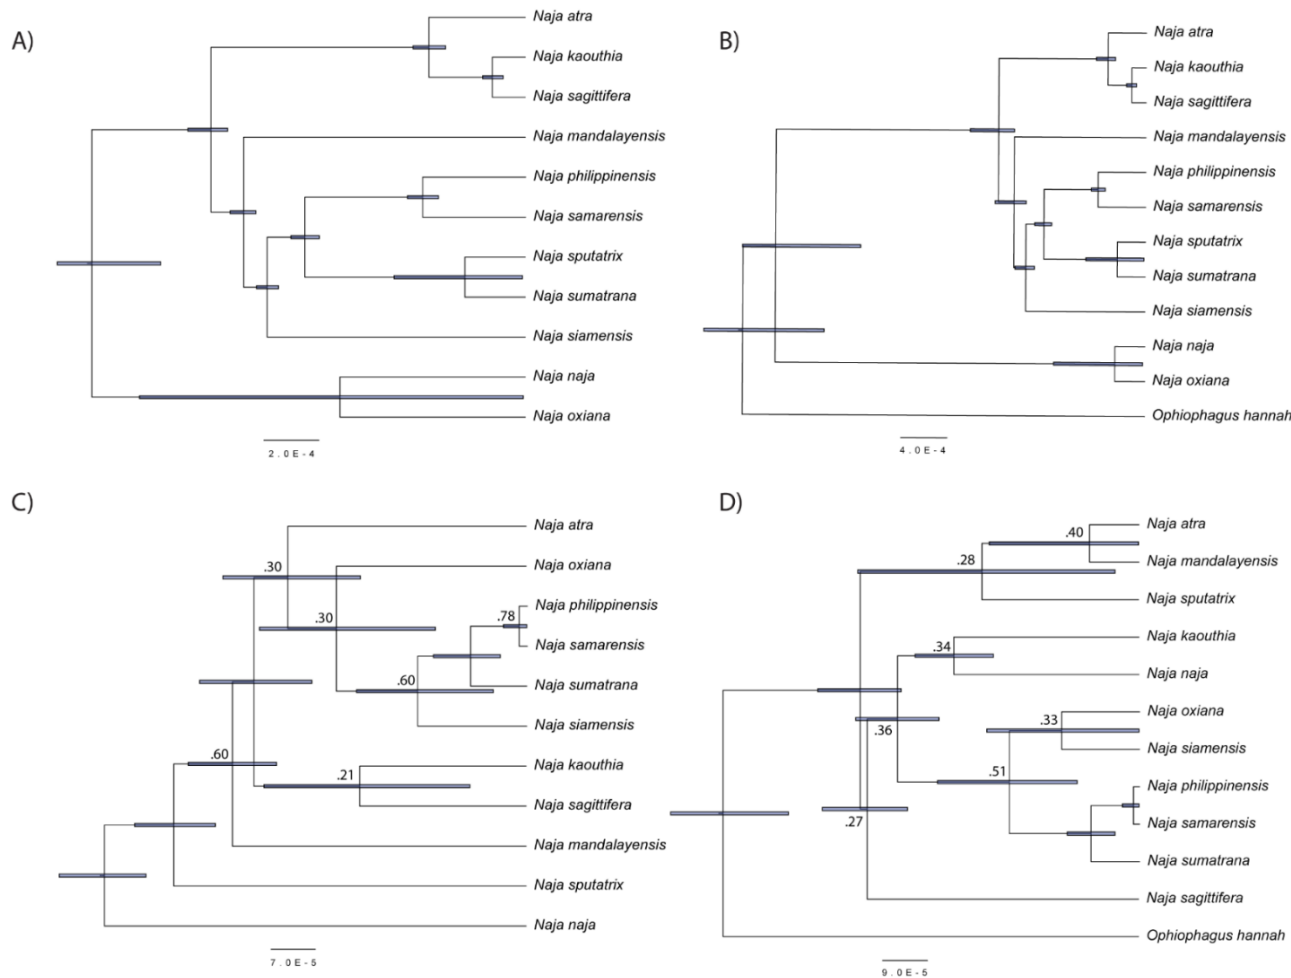 A)
Naja atra
Naja kaouthia
Naja sagittifera
Naja mandalayensis
Naja philippinensis
Naja samarensis
Naja sputatrix
Naja sumatrana
Naja siamensis
Naja naja
Naja oxiana
2.0E-4
B)
Naja atra
Naja kaouthia
Naja sagittifera
Naja mandalayensis
Naja philippinensis
Naja samarensis
Naja sputatrix
Naja sumatrana
Naja siamensis
Naja naja
Naja oxiana
Ophiophagus hannah
4.0E-4
C)
Naja atra
.30
Naja oxiana
Naja philippinensis
.78
.30
Naja samarensis
Naja sumatrana
.60
Naja siamensis
.60
Naja kaouthia
.21
Naja sagittifera
Naja mandalayensis
Naja sputatrix
Naja naja
7.0E-5
D)
Naja atra
.40
.28
Naja mandalayensis
Naja sputatrix
Naja kaouthia
.34
Naja naja
Naja oxiana
.33
.36
Naja siamensis
.51
Naja philippinensis
.27
Naja samarensis
Naja sumatrana
Naja sagittifera
Ophiophagus hannah
9.0E-5